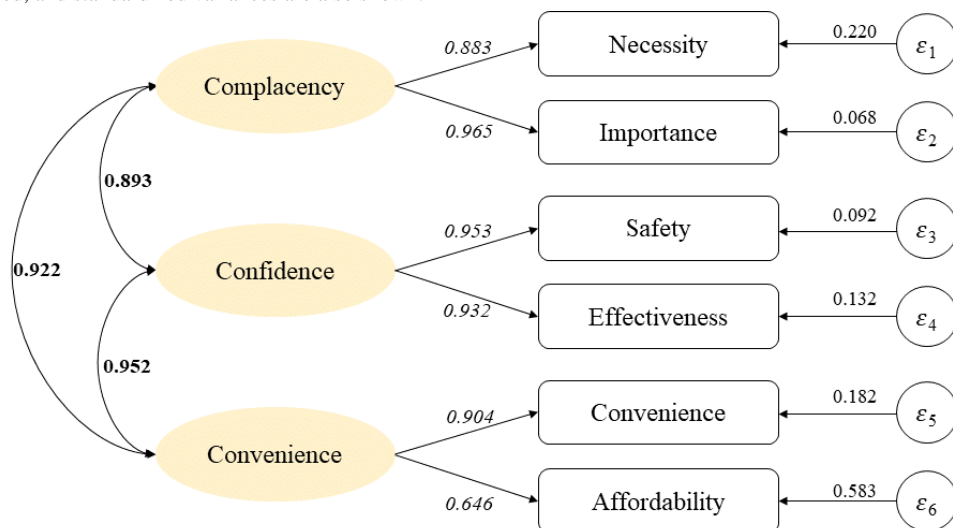 0.883
Necessity
0.220
ε1
Complacency
0.965
Importance
0.068
ε2
0.893
0.953
Safety
0.092
ε3
0.922
Confidence
0.932
Effectiveness
0.132
ε4
0.952
0.904
Convenience
0.182
ε5
Convenience
0.646
Affordability
0.583
ε6